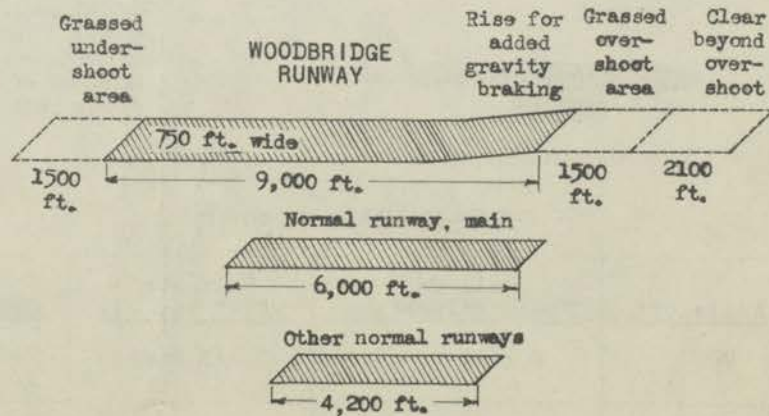 Grassed
under-
shoot
area
WOODBRIDGE
RUNWAY
Rise for
added
gravity
braking
Grassed
over-
shoot
area
Clear
beyond
over-
shoot
750 ft. wide
1500
ft.
9,000 ft.
1500
ft.
2100
ft.
Normal runway, main
6,000 ft.
Other normal runways
4,200 ft.